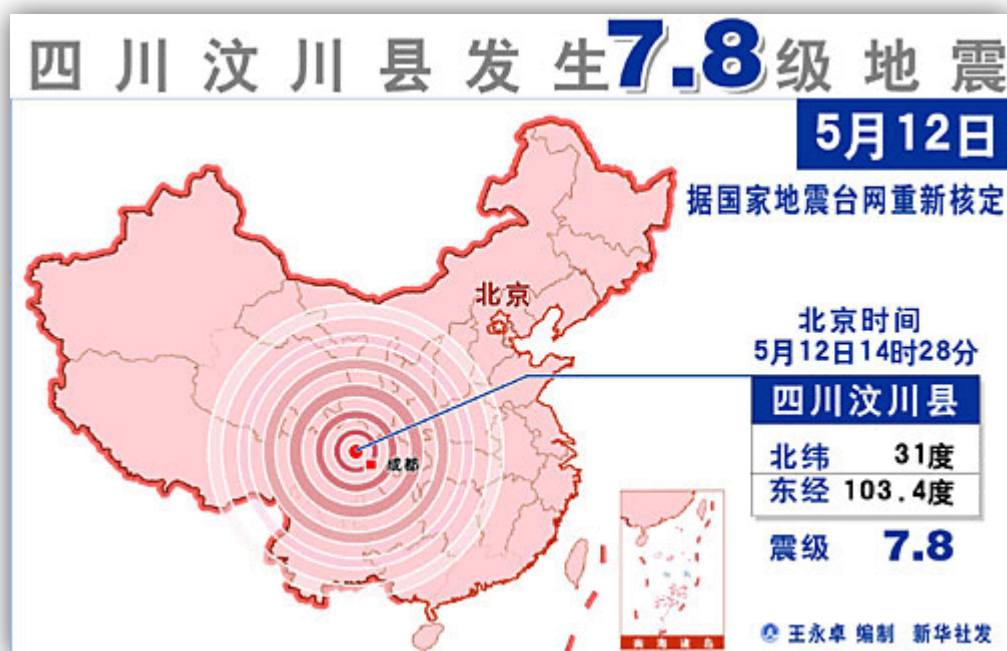 四川汶川县发生7.8级地震
5月12日
据国家地震台网重新核定
北京
北京时间
5月12日14时28分
四川汶川县
北纬 31度
东经 103.4度
成都
震级 7.8
南海诸岛
王永卓 编制 新华社发